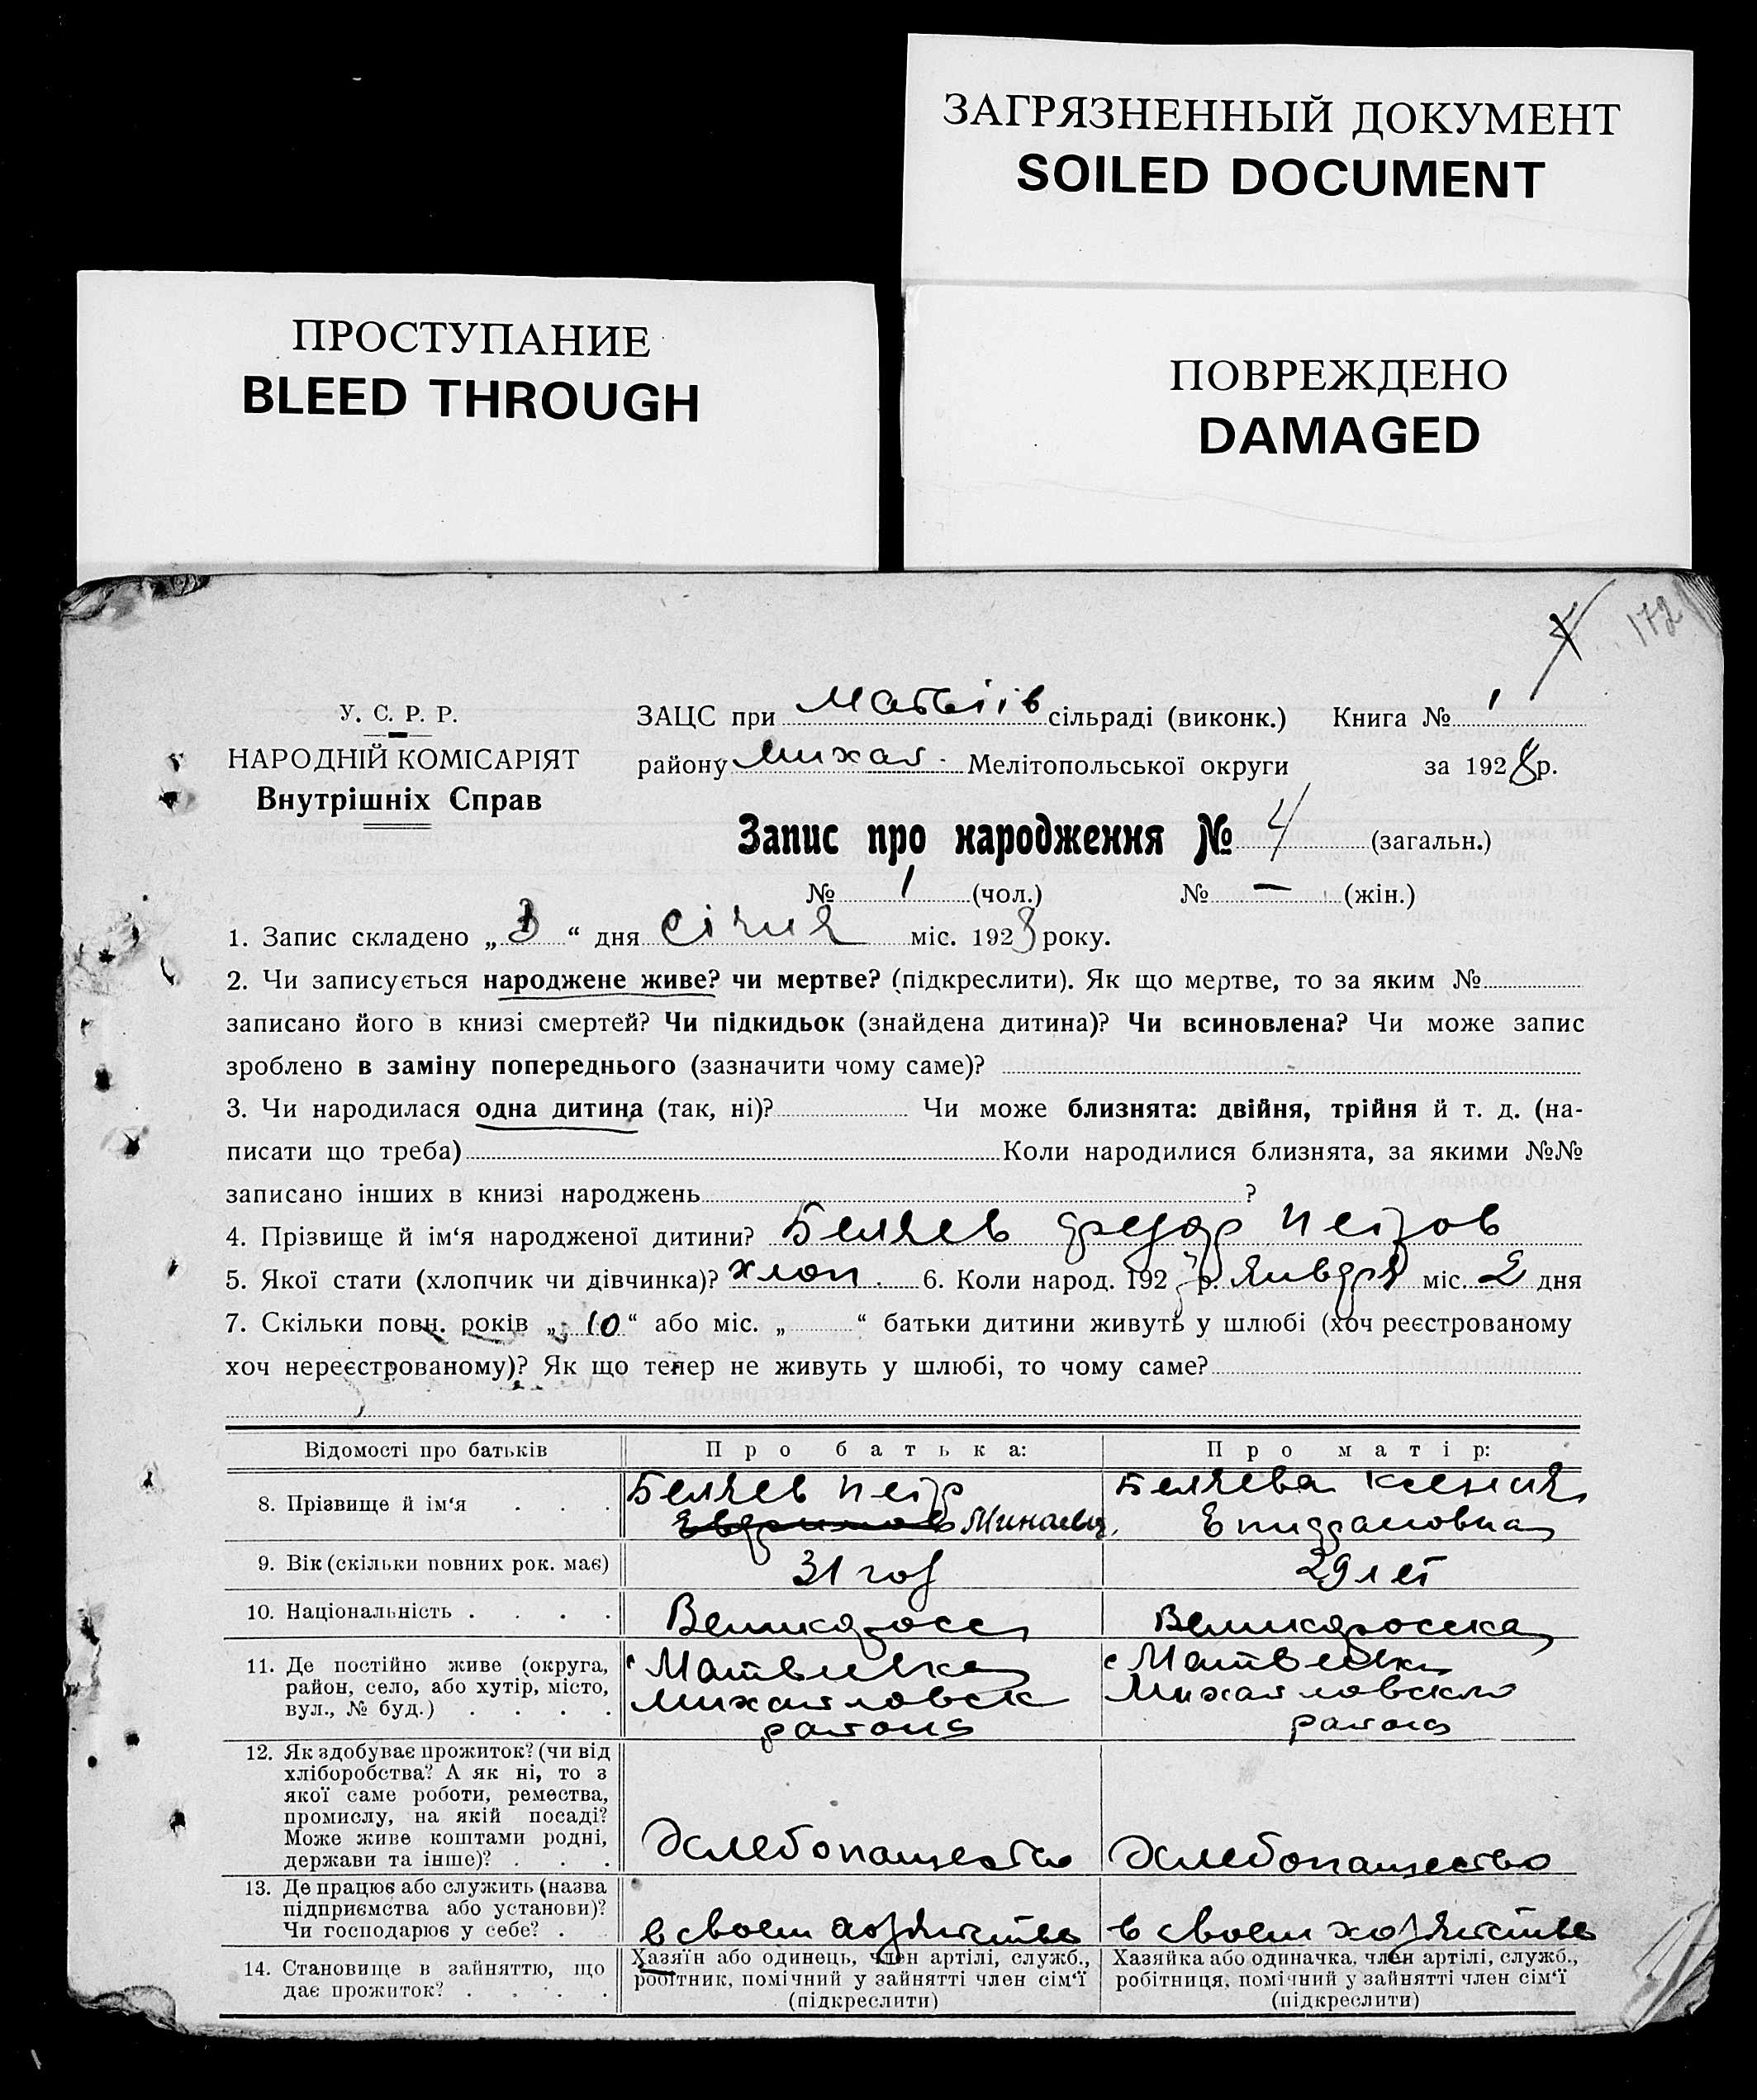 ЗАГРЯЗНЕННЫЙ ДОКУМЕНТ
SOILED DOCUMENT
ПРОСТУПАНИЕ
BLEED THROUGH
ПОВРЕЖДЕНО
DAMAGED
172
У. С. Р. Р.
НАРОДНІЙ КОМІСАРІЯТ
Внутрішніх Справ
ЗАЦС при Матвіїв сільраді (виконк.) Книга № 1
району Михал. Мелітопольської округи за 1928 р.
Запис про народження № 4 (загальн.)
№ 1 (чол.) № — (жін.)
1. Запис складено „ 3 “ дня січня міс. 1928 року.
2. Чи записується народжене живе? чи мертве? (підкреслити). Як що мертве, то за яким №
записано його в книзі смертей? Чи підкидьок (знайдена дитина)? Чи всиновлена? Чи може запис
зроблено в заміну попереднього (зазначити чому саме)?
3. Чи народилася одна дитина (так, ні)? Чи може близнята: двійня, трійня й т. д. (на-
писати що треба) Коли народилися близнята, за якими №№
записано інших в книзі народжень ?
4. Прізвище й ім‘я народженої дитини? Беляев Федор Петров
5. Якої стати (хлопчик чи дівчинка)? хлоп. 6. Коли народ. 192 р. Января міс. 2 дня
7. Скільки повн. років „ 10 “ або міс. „ “ батьки дитини живуть у шлюбі (хоч реєстрованому
хоч нереєстрованому)? Як що тепер не живуть у шлюбі, то чому саме?
Відомості про батьків Про батька: Про матір:
8. Прізвище й ім‘я . . .
Беляев Петр
Минаевич
Беляева Ксения
Епифановна
9. Вік (скільки повних рок. має) 31 год 29 лет
10. Національність . . . . Великоросс Великоросска
11. Де постійно живе (округа,
район, село, або хутір, місто,
вул., № буд.) . . . .
с Матвеевка
Михайловск
района
с Матвеевки
Михайловского
района
12. Як здобуває прожиток? (чи від
хліборобства? А як ні, то з
якої саме роботи, ремества,
промислу, на якій посаді?
Може живе коштами родні,
держави та інше)? . . .
Хлебопашество
Хлебопашество
13. Де працює або служить (назва
підприємства або установи)?
Чи господарює у себе? .
в своем хозяйстве
в своем хозяйстве
14. Становище в зайняттю, що
дає прожиток? . . . . .
Хазяїн або одинець, член артілі, служб.,
робітник, помічний у зайнятті член сім‘ї
(підкреслити)
Хазяйка або одиначка, член артілі, служб.,
робітниця, помічний у зайнятті член сім‘ї
(підкреслити)